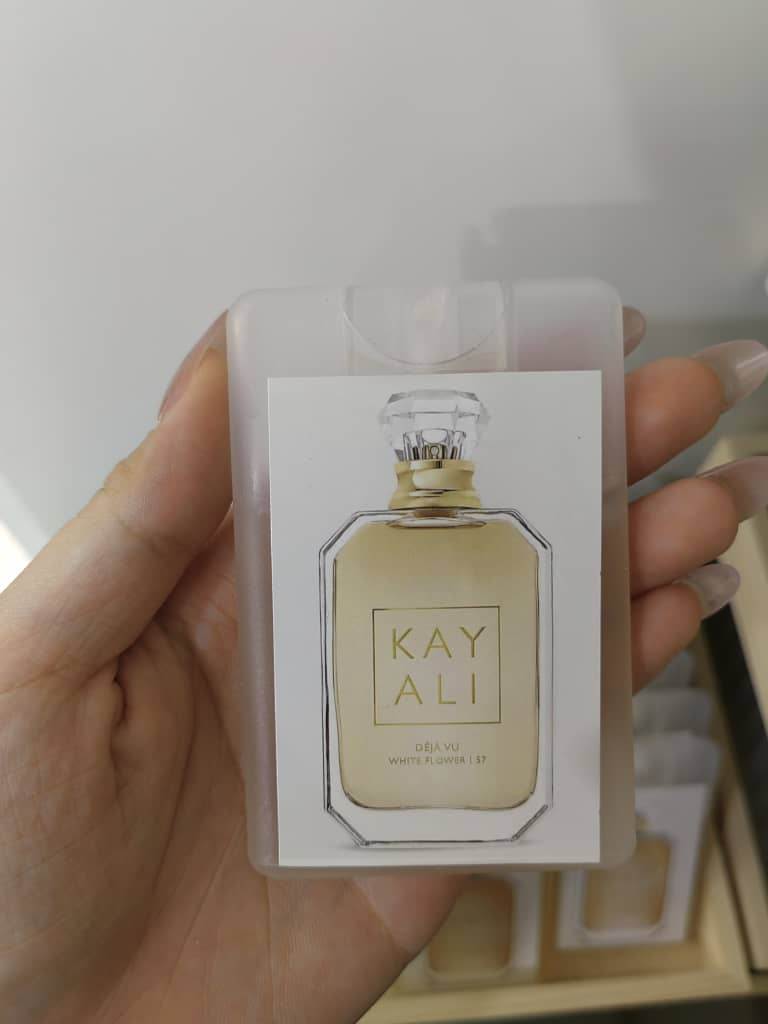 KAY
ALI
DÉJÀ VU
WHITE FLOWER | 57